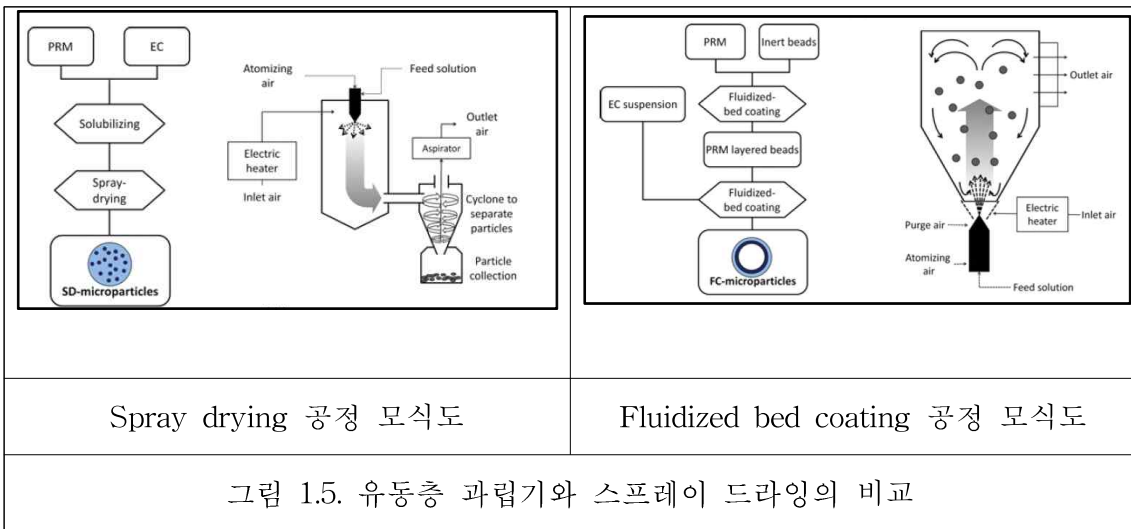 PRM
EC
Solubilizing
Spray-
drying
SD-microparticles
Atomizing
air
Feed solution
Electric
heater
Inlet air
Outlet
air
Aspirator
Cyclone to
separate
particles
Particle
collection
PRM
Inert beads
EC suspension
Fluidized-
bed coating
PRM layered beads
Fluidized-
bed coating
FC-microparticles
Outlet air
Electric
heater
Inlet air
Purge air
Atomizing
air
Feed solution
Spray drying 공정 모식도
Fluidized bed coating 공정 모식도
그림 1.5. 유동층 과립기와 스프레이 드라잉의 비교